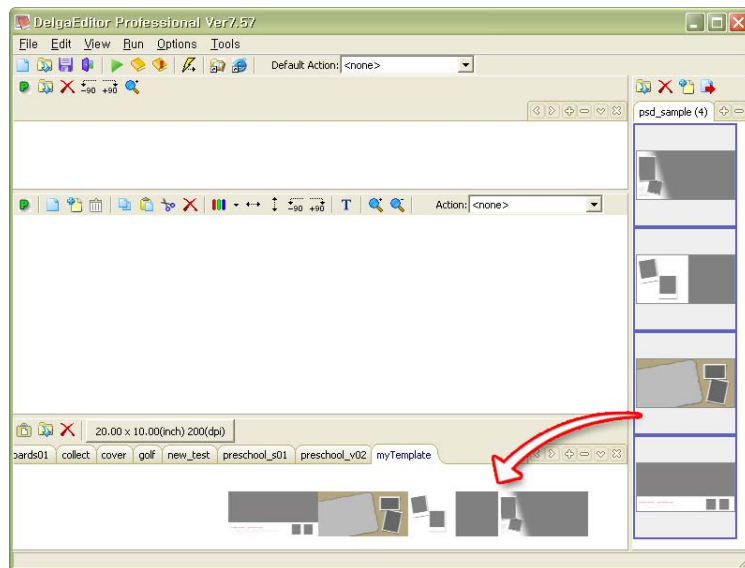 DelgaEditor Professional Ver7.57
File Edit View Run Options Tools
Default Action: <none>
-90 +90
psd_sample (4)
-90 +90 T Action: <none>
20.00 x 10.00(inch) 200(dpi)
oards01 collect cover golf new_test preschool_s01 preschool_v02 myTemplate